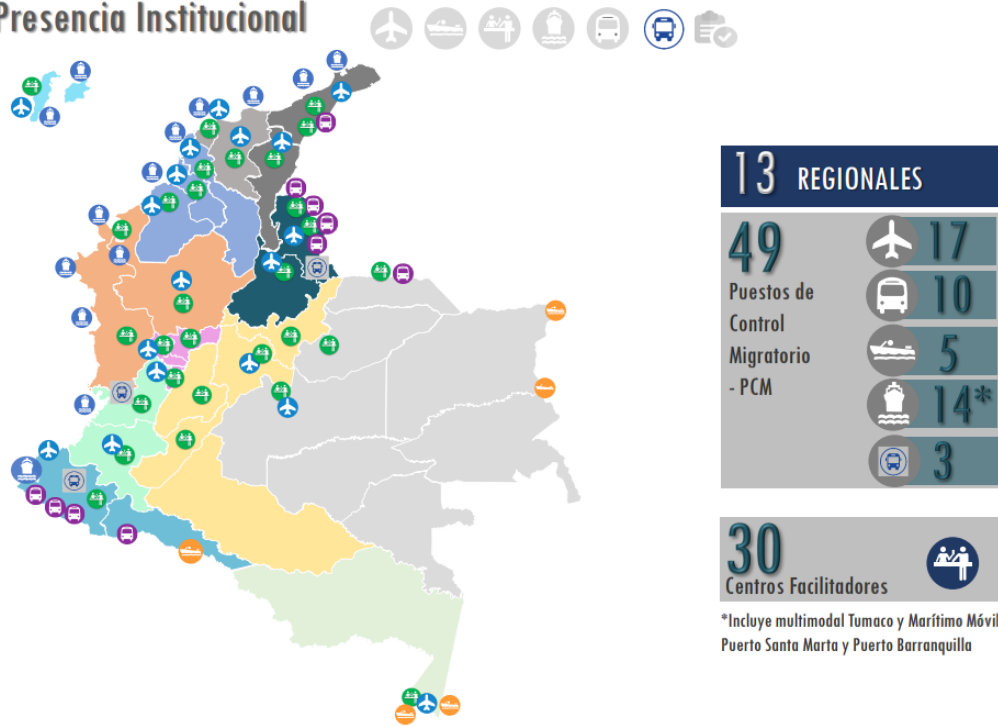 Presencia Institucional
13 REGIONALES
49
Puestos de
Control
Migratorio
- PCM
17
10
5
14*
3
30
Centros Facilitadores
*Incluye multimodal Tumaco y Marítimo Móvil
Puerto Santa Marta y Puerto Barranquilla